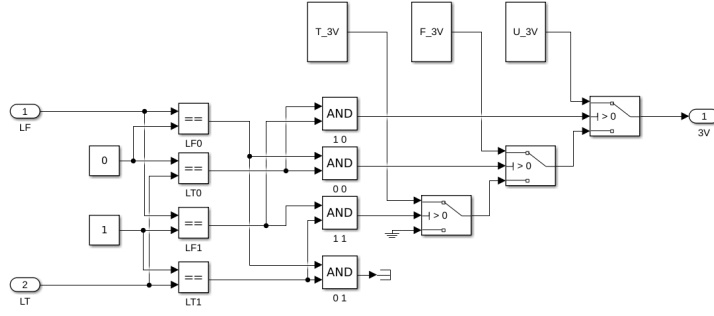 T_3V
F_3V
U_3V
1
LF
==
LF0
AND
1 0
> 0
1
3V
0
==
LT0
AND
0 0
> 0
1
==
LF1
AND
1 1
> 0
2
LT
==
LT1
AND
0 1